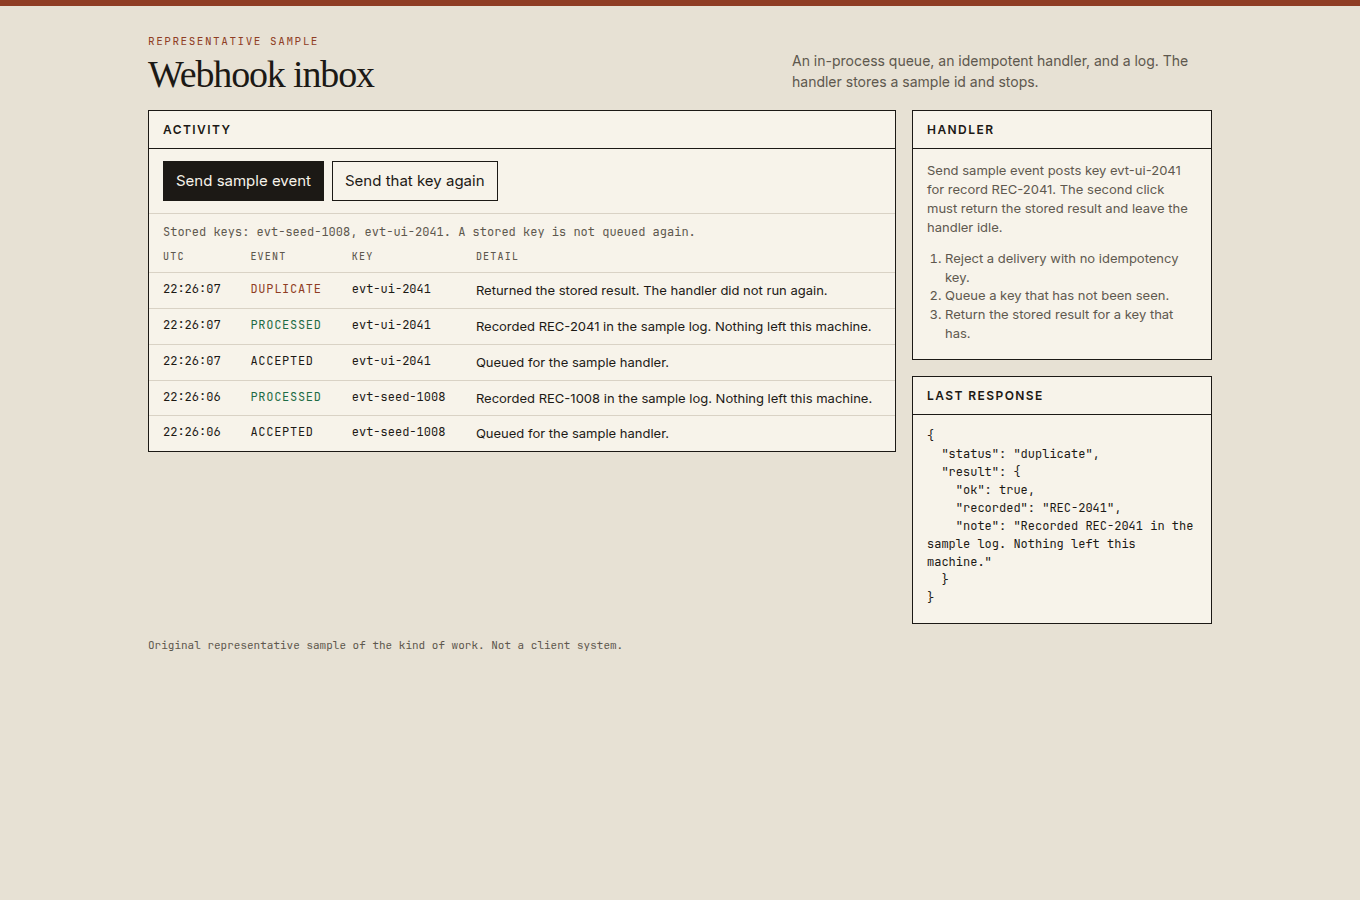 REPRESENTATIVE SAMPLE
Webhook inbox
An in-process queue, an idempotent handler, and a log. The
handler stores a sample id and stops.
ACTIVITY
Send sample event
Send that key again
Stored keys: evt-seed-1008, evt-ui-2041. A stored key is not queued again.
UTC EVENT KEY DETAIL
22:26:07 DUPLICATE evt-ui-2041 Returned the stored result. The handler did not run again.
22:26:07 PROCESSED evt-ui-2041 Recorded REC-2041 in the sample log. Nothing left this machine.
22:26:07 ACCEPTED evt-ui-2041 Queued for the sample handler.
22:26:06 PROCESSED evt-seed-1008 Recorded REC-1008 in the sample log. Nothing left this machine.
22:26:06 ACCEPTED evt-seed-1008 Queued for the sample handler.
HANDLER
Send sample event posts key evt-ui-2041
for record REC-2041. The second click
must return the stored result and leave the
handler idle.
1. Reject a delivery with no idempotency
key.
2. Queue a key that has not been seen.
3. Return the stored result for a key that
has.
LAST RESPONSE
{
  "status": "duplicate",
  "result": {
    "ok": true,
    "recorded": "REC-2041",
    "note": "Recorded REC-2041 in the
sample log. Nothing left this
machine."
  }
}
Original representative sample of the kind of work. Not a client system.